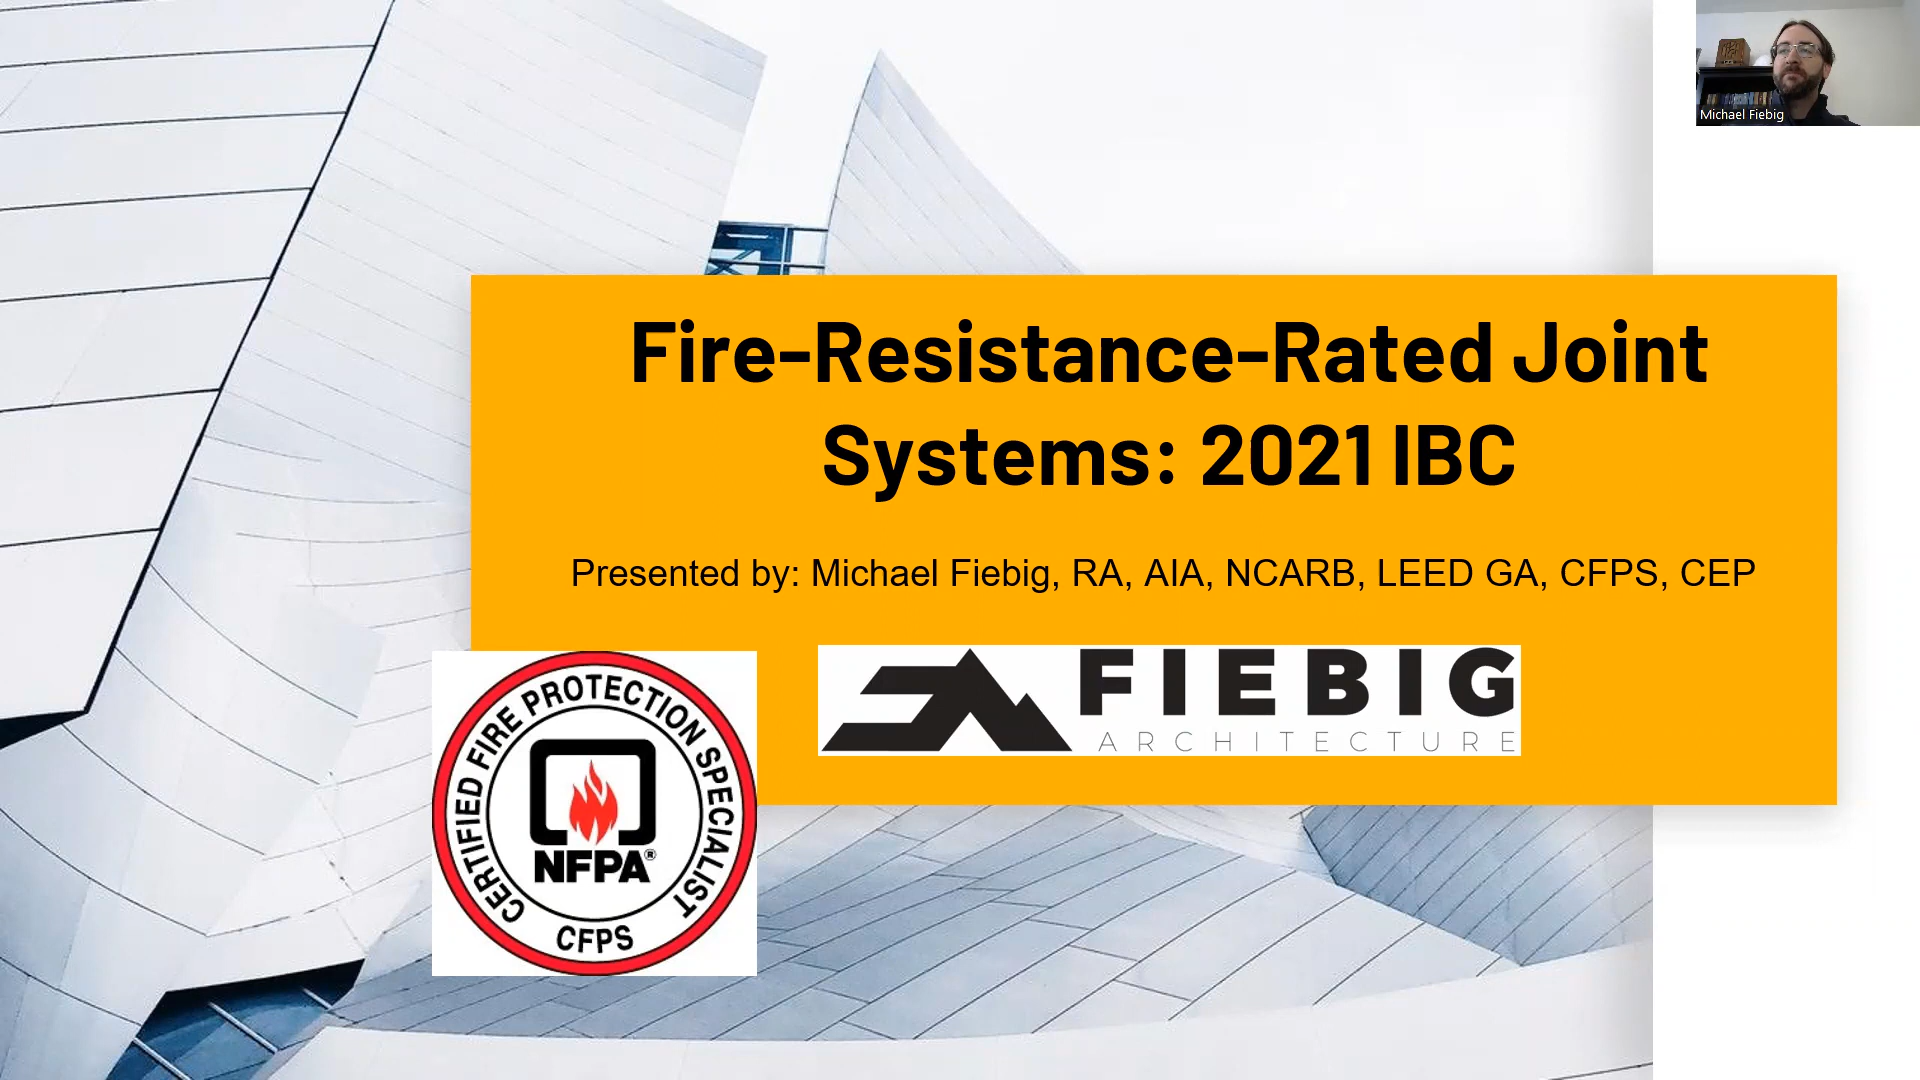 Michael Fiebig
Fire-Resistance-Rated Joint
Systems: 2021 IBC
Presented by: Michael Fiebig, RA, AIA, NCARB, LEED GA, CFPS, CEP
FIEBIG
ARCHITECTURE
CERTIFIED FIRE PROTECTION SPECIALIST
NFPA®
CFPS